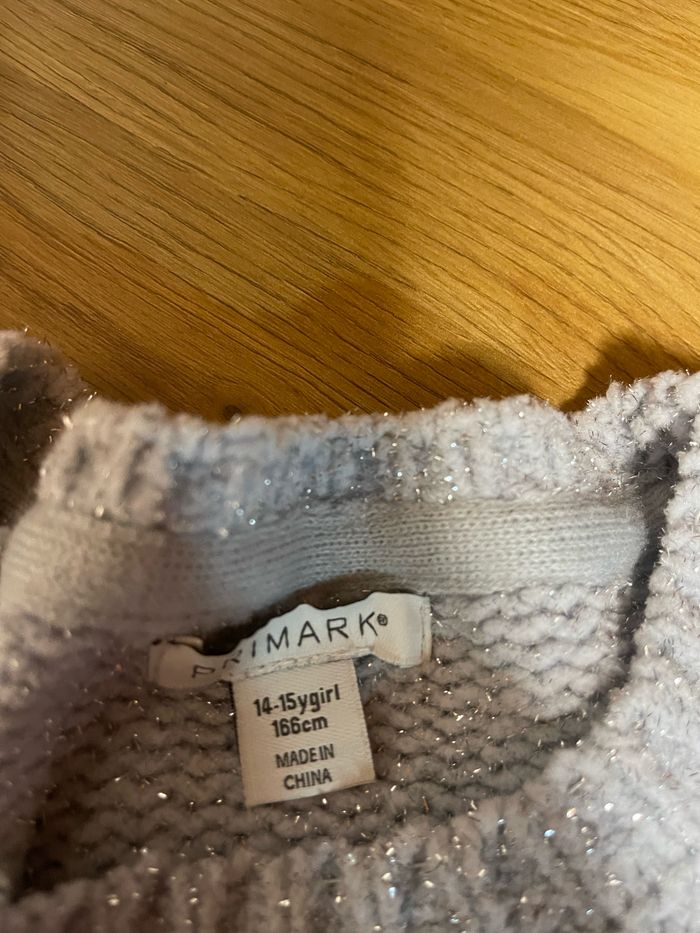 PRIMARK®
14-15ygirl
166cm
MADE IN
CHINA